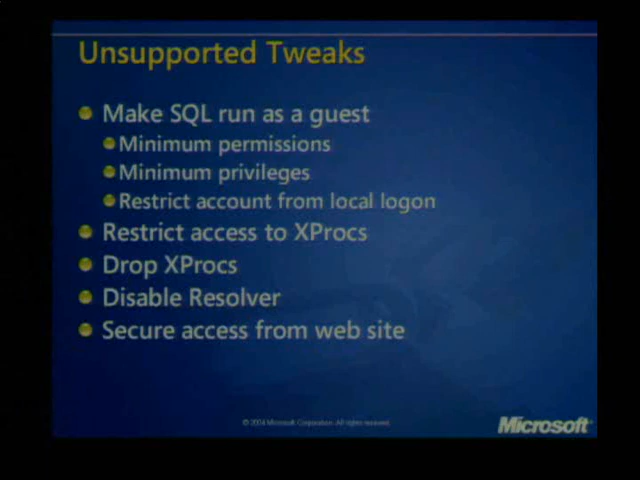 Unsupported Tweaks
Make SQL run as a guest
Minimum permissions
Minimum privileges
Restrict account from local logon
Restrict access to XProcs
Drop XProcs
Disable Resolver
Secure access from web site
© 2004 Microsoft Corporation. All rights reserved.
Microsoft